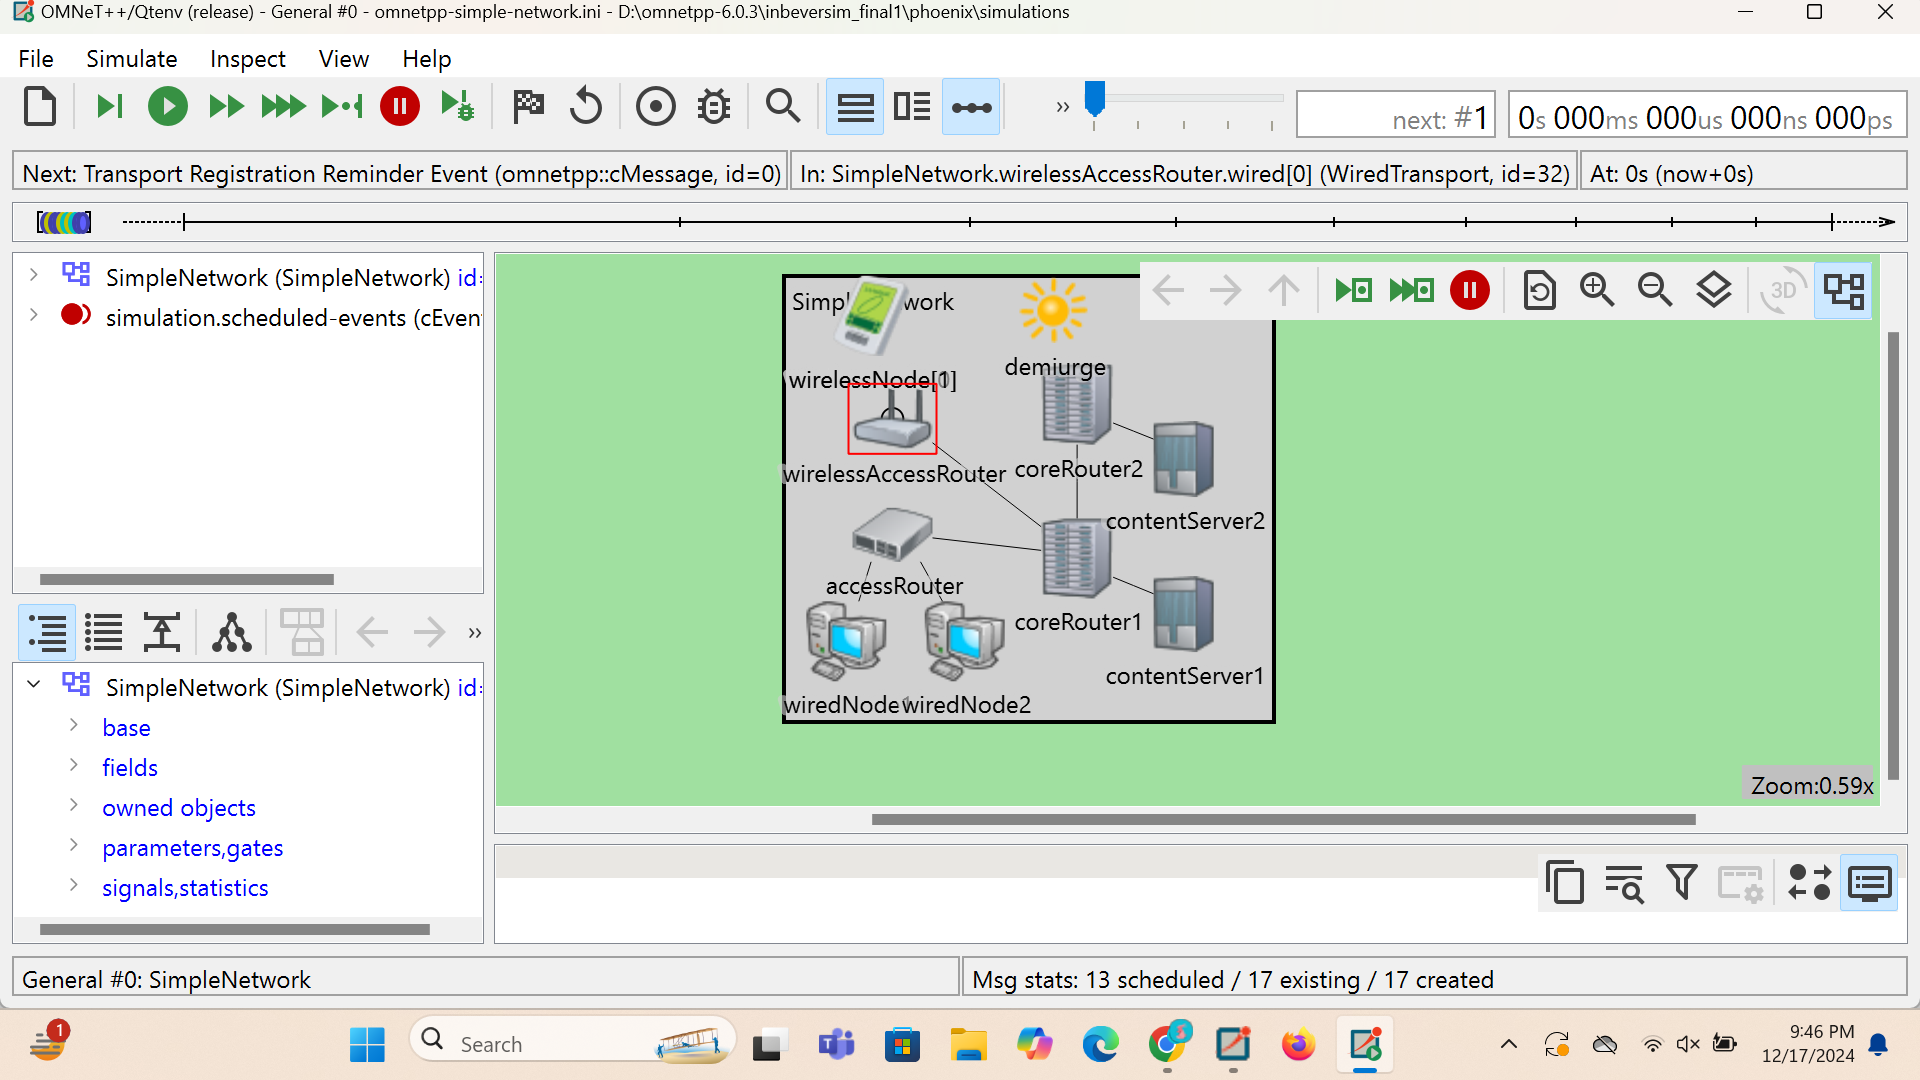 OMNeT++/Qtenv (release) - General #0 - omnetpp-simple-network.ini - D:\omnetpp-6.0.3\inbeversim_final1\phoenix\simulations
File Simulate Inspect View Help
» next: #1 0s 000ms 000us 000ns 000ps
Next: Transport Registration Reminder Event (omnetpp::cMessage, id=0) In: SimpleNetwork.wirelessAccessRouter.wired[0] (WiredTransport, id=32) At: 0s (now+0s)
SimpleNetwork (SimpleNetwork) id=
simulation.scheduled-events (cEven
»
SimpleNetwork (SimpleNetwork) id=
base
fields
owned objects
parameters,gates
signals,statistics
3D
demiurge
coreRouter2
wirelessAccessRouter
contentServer2
accessRouter
coreRouter1
contentServer1
wiredNode2
Zoom:0.59x
General #0: SimpleNetwork
Msg stats: 13 scheduled / 17 existing / 17 created
1
Search
9:46 PM
12/17/2024